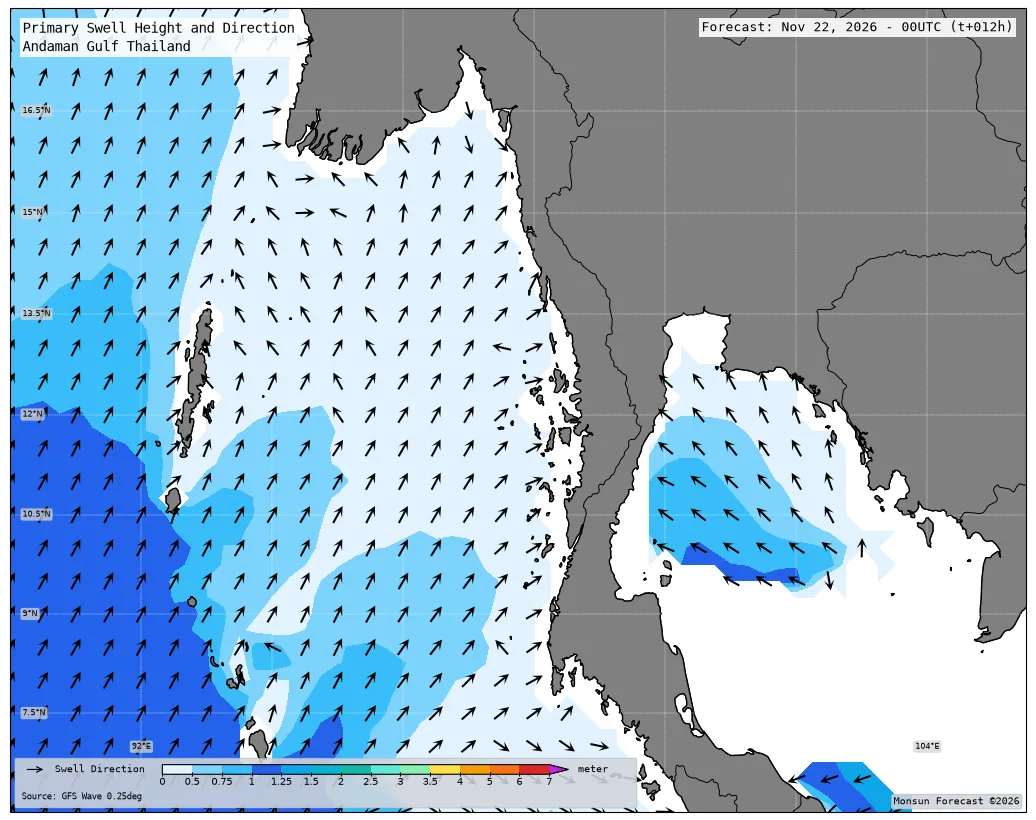 Primary Swell Height and Direction
Andaman Gulf Thailand
Forecast: Nov 22, 2026 - 00UTC (t+012h)
16.5°N
15°N
13.5°N
12°N
10.5°N
9°N
7.5°N
92°E
104°E
Swell Direction
meter
0 0.5 0.75 1 1.25 1.5 2 2.5 3 3.5 4 4.5 5 6 7
Source: GFS Wave 0.25deg
Monsun Forecast ©2026